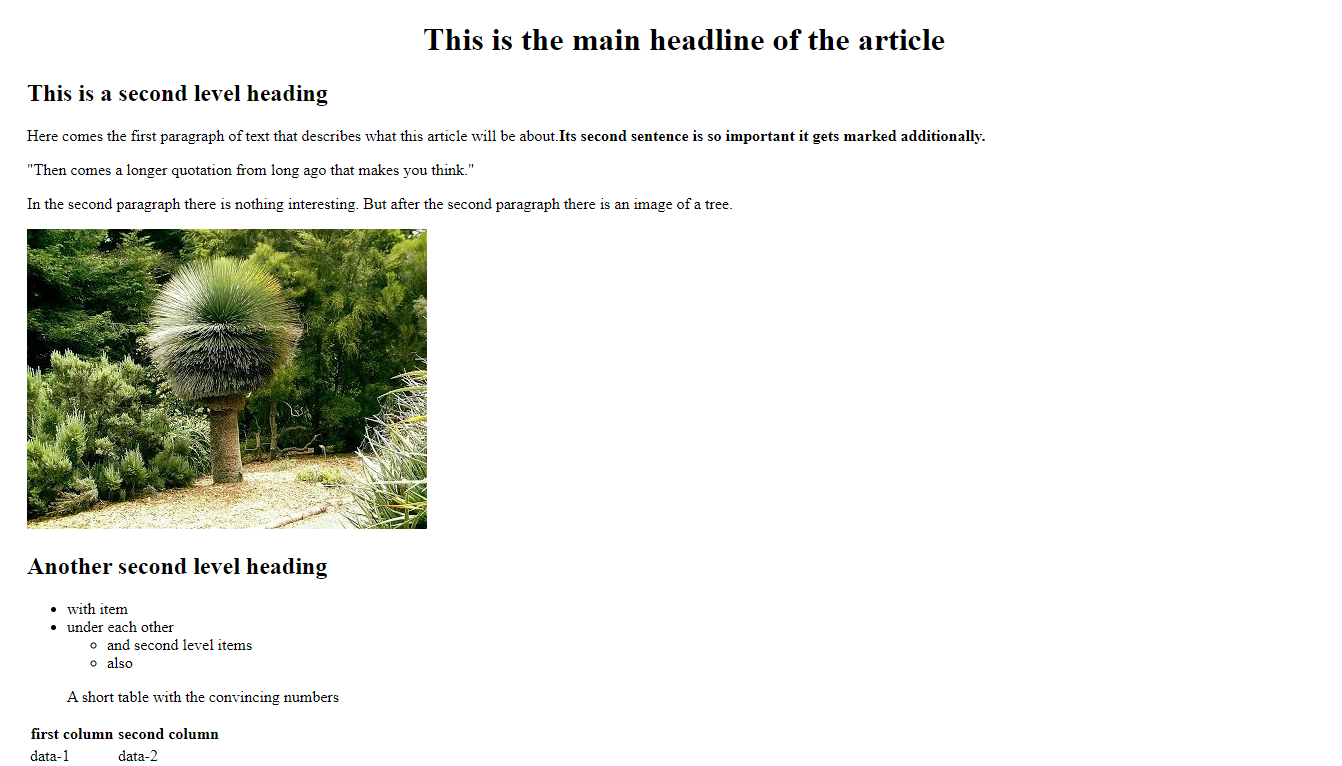 This is the main headline of the article
This is a second level heading
Here comes the first paragraph of text that describes what this article will be about.Its second sentence is so important it gets marked additionally.
"Then comes a longer quotation from long ago that makes you think."
In the second paragraph there is nothing interesting. But after the second paragraph there is an image of a tree.
Another second level heading
with item
under each other
and second level items
also
A short table with the convincing numbers
first column second column
data-1 data-2